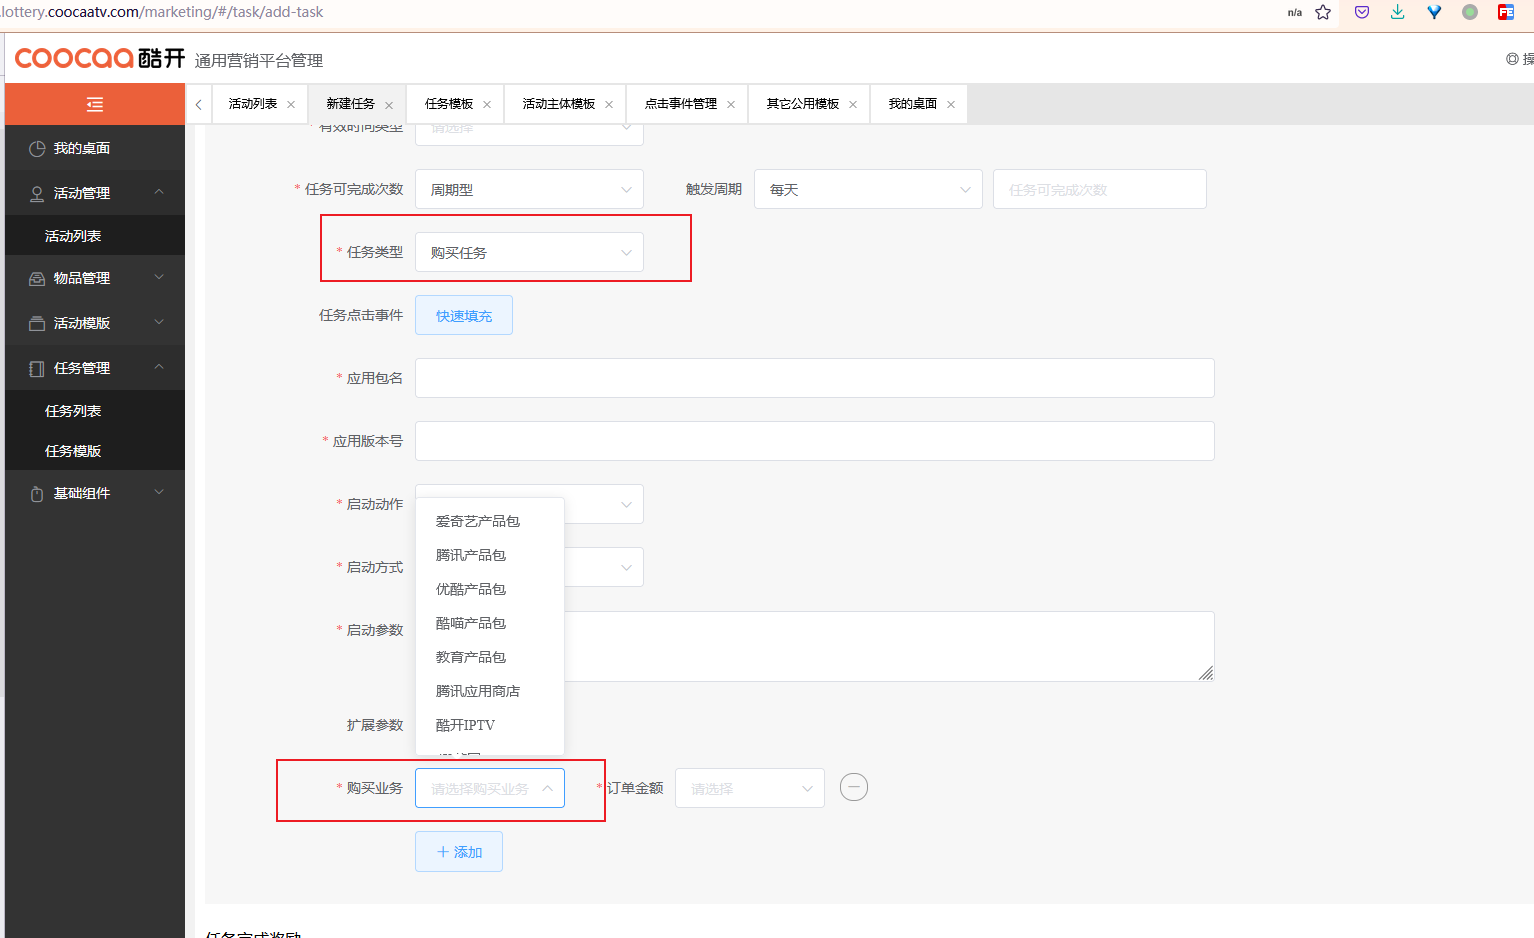 .lottery.coocaatv.com/marketing/#/task/add-task
n/a
coocaa酷开 通用营销平台管理
操
活动列表 新建任务 任务模板 活动主体模板 点击事件管理 其它公用模板 我的桌面
我的桌面
活动管理
活动列表
物品管理
活动模版
任务管理
任务列表
任务模版
基础组件
* 有效时间类型 请选择
* 任务可完成次数 周期型 触发周期 每天 任务可完成次数
* 任务类型 购买任务
任务点击事件 快速填充
* 应用包名
* 应用版本号
* 启动动作
* 启动方式
* 启动参数
扩展参数
爱奇艺产品包
腾讯产品包
优酷产品包
酷喵产品包
教育产品包
腾讯应用商店
酷开IPTV
* 购买业务 请选择购买业务 * 订单金额 请选择
添加
任务完成奖励